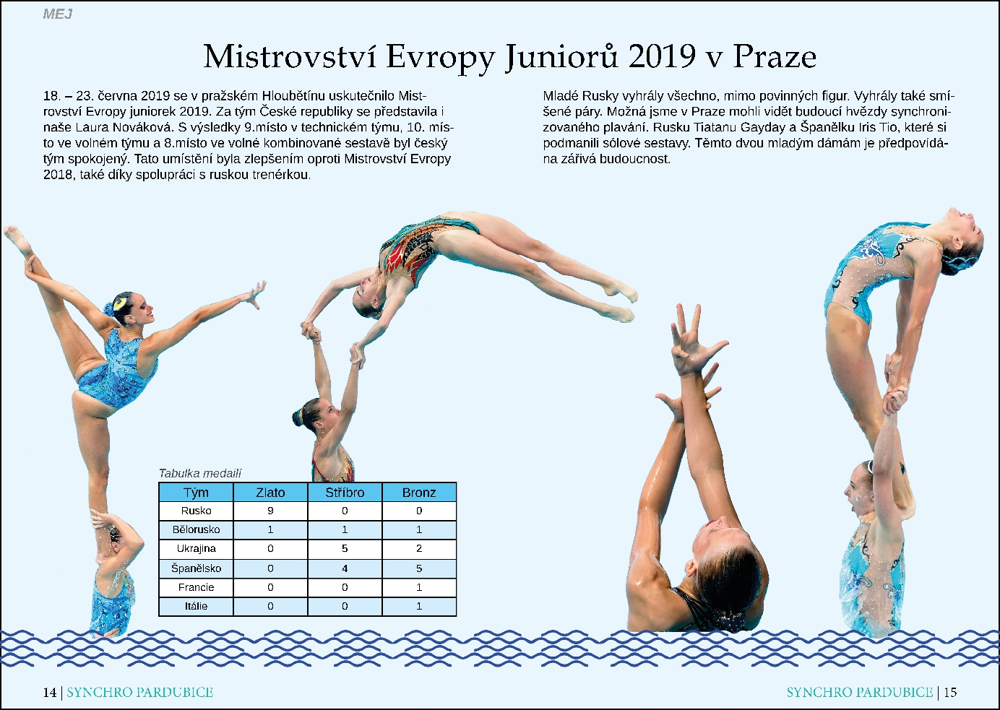 MEJ
Mistrovství Evropy Juniorů 2019 v Praze
18. – 23. června 2019 se v pražském Hloubětínu uskutečnilo Mist-
rovství Evropy juniorek 2019. Za tým České republiky se představila i
naše Laura Nováková. S výsledky 9.místo v technickém týmu, 10. mís-
to ve volném týmu a 8.místo ve volné kombinované sestavě byl český
tým spokojený. Tato umístění byla zlepšením oproti Mistrovství Evropy
2018, také díky spolupráci s ruskou trenérkou.
Mladé Rusky vyhrály všechno, mimo povinných figur. Vyhrály také smí-
šené páry. Možná jsme v Praze mohli vidět budoucí hvězdy synchroni-
zovaného plavání. Rusku Tiatanu Gayday a Španělku Iris Tio, které si
podmanili sólové sestavy. Těmto dvou mladým dámám je předpovídá-
na zářivá budoucnost.
Tabulka medailí
Tým Zlato Stříbro Bronz
Rusko 9 0 0
Bělorusko 1 1 1
Ukrajina 0 5 2
Španělsko 0 4 5
Francie 0 0 1
Itálie 0 0 1
14 | SYNCHRO PARDUBICE
SYNCHRO PARDUBICE | 15